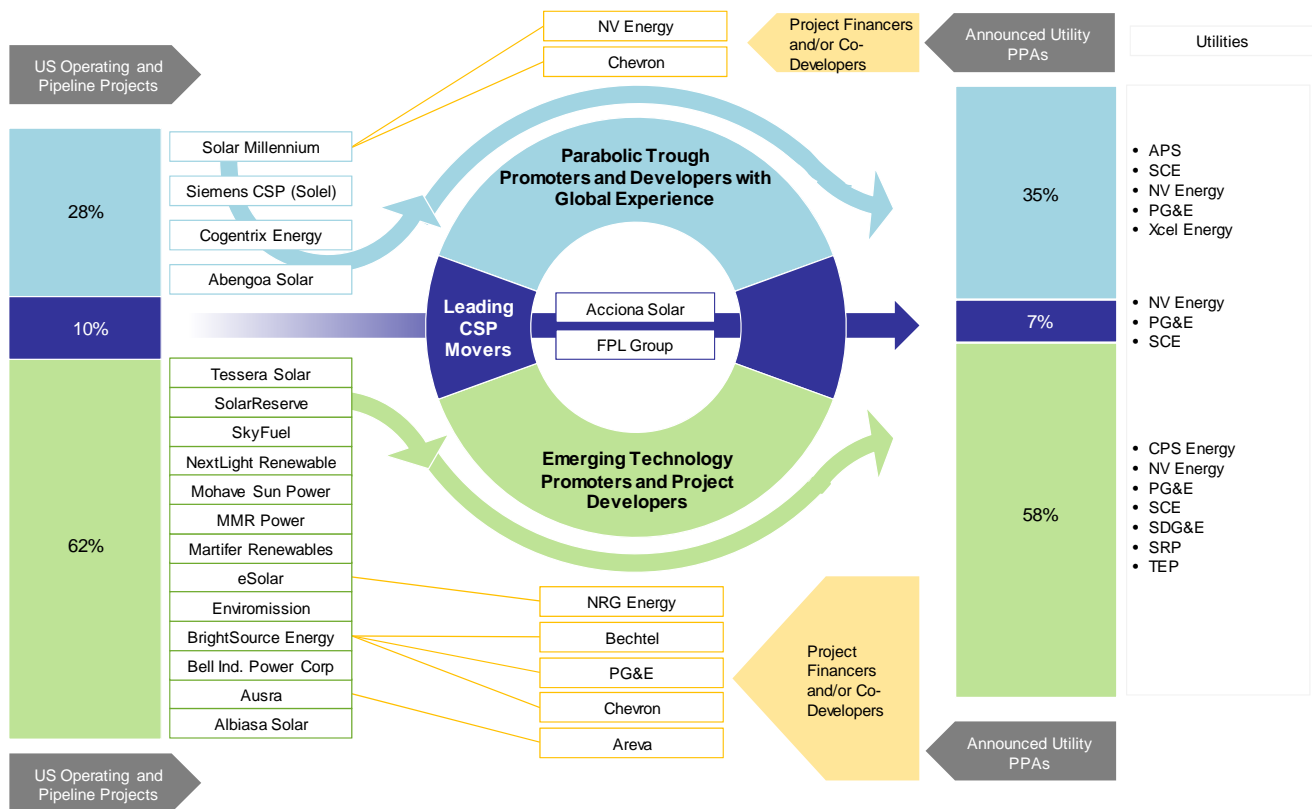 NV Energy
Chevron
Project Financers
and/or Co-
Developers
Announced Utility
PPAs
Utilities
US Operating and
Pipeline Projects
28%
10%
62%
Solar Millennium
Siemens CSP (Solel)
Cogentrix Energy
Abengoa Solar
Parabolic Trough
Promoters and Developers with
Global Experience
Leading
CSP
Movers
Acciona Solar
FPL Group
Emerging Technology
Promoters and Project
Developers
35%
7%
58%
• APS
• SCE
• NV Energy
• PG&E
• Xcel Energy
• NV Energy
• PG&E
• SCE
• CPS Energy
• NV Energy
• PG&E
• SCE
• SDG&E
• SRP
• TEP
Tessera Solar
SolarReserve
SkyFuel
NextLight Renewable
Mohave Sun Power
MMR Power
Martifer Renewables
eSolar
Enviromission
BrightSource Energy
Bell Ind. Power Corp
Ausra
Albiasa Solar
NRG Energy
Bechtel
PG&E
Chevron
Areva
Project
Financers
and/or Co-
Developers
Announced Utility
PPAs
US Operating and
Pipeline Projects